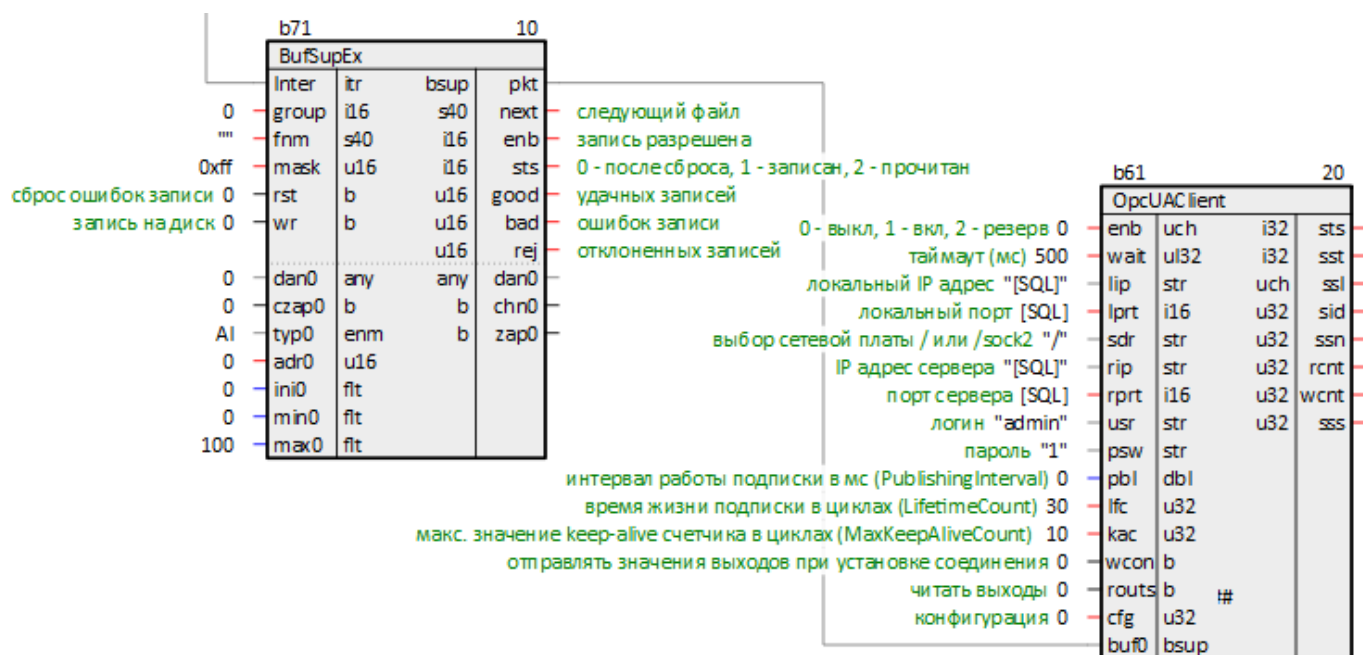 b71 10
BufSupEx
Inter itr bsup pkt
0 group i16 s40 next следующий файл
"" fnm s40 i16 enb запись разрешена
0xff mask u16 i16 sts 0 - после сброса, 1 - записан, 2 - прочитан
сброс ошибок записи 0 rst b u16 good удачных записей
запись на диск 0 wr b u16 bad ошибок записи
u16 rej отклоненных записей
0 dan0 any any dan0
0 czap0 b b chn0
AI typ0 enm b zap0
0 adr0 u16
0 ini0 flt
0 min0 flt
100 max0 flt
b61 20
OpcUAClient
0 - выкл, 1 - вкл, 2 - резерв 0 enb uch i32 sts
таймаут (мс) 500 wait ul32 i32 sst
локальный IP адрес "[SQL]" lip str uch ssl
локальный порт [SQL] lprt i16 u32 sid
выбор сетевой платы / или /sock2 "/" sdr str u32 ssn
IP адрес сервера "[SQL]" rip str u32 rcnt
порт сервера [SQL] rprt i16 u32 wcnt
логин "admin" usr str u32 sss
пароль "1" psw str
интервал работы подписки в мс (PublishingInterval) 0 pbl dbl
время жизни подписки в циклах (LifetimeCount) 30 lfc u32
макс. значение keep-alive счетчика в циклах (MaxKeepAliveCount) 10 kac u32
отправлять значения выходов при установке соединения 0 wcon b
читать выходы 0 routs b
конфигурация 0 cfg u32
buf0 bsup